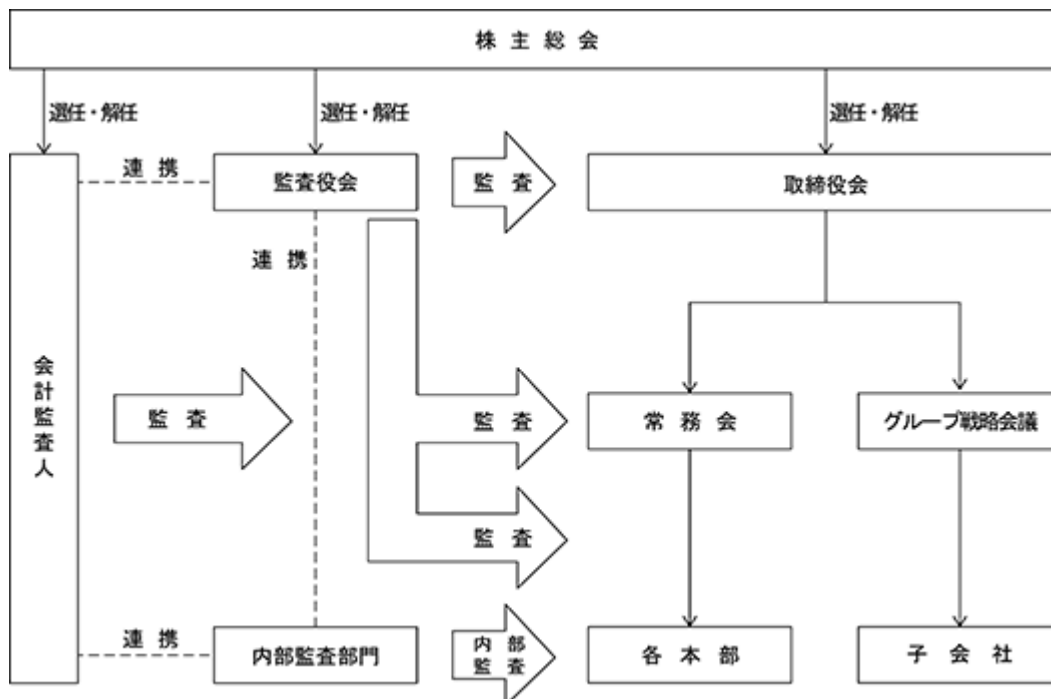 株主総会
選任・解任
選任・解任
選任・解任
連携
監査役会
監査
取締役会
連携
会計監査人
監査
監査
常務会
グループ戦略会議
監査
連携
内部監査部門
内部
監査
各本部
子会社